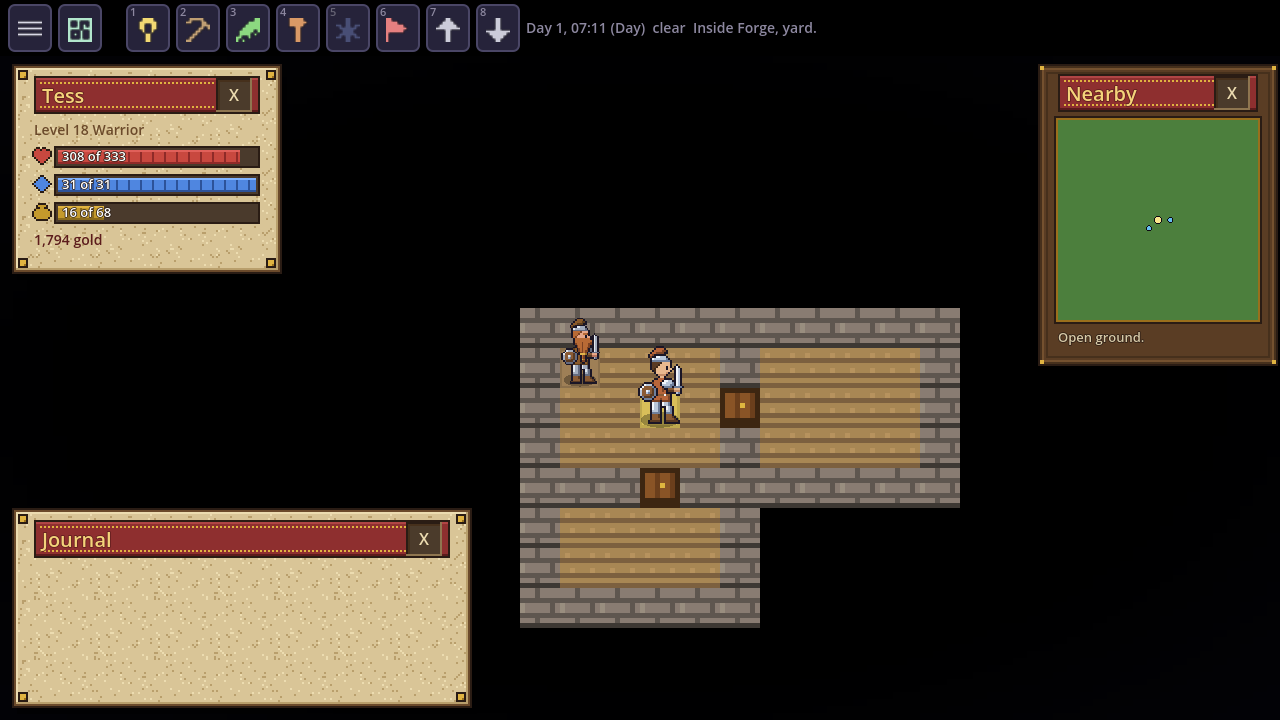 1 2 3 4 5 6 7 8
Day 1, 07:11 (Day)  clear  Inside Forge, yard.
Tess X
Level 18 Warrior
308 of 333
31 of 31
16 of 68
1,794 gold
Nearby X
Open ground.
Journal X